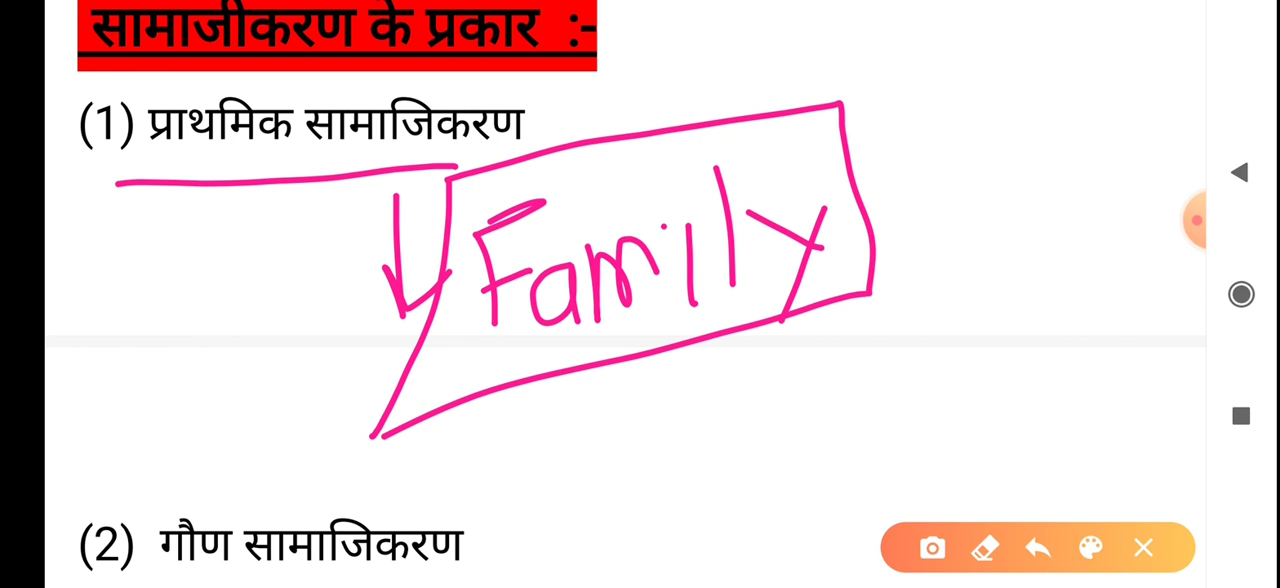 सामाजीकरण के प्रकार :-
(1) प्राथमिक सामाजिकरण
Family
(2) गौण सामाजिकरण